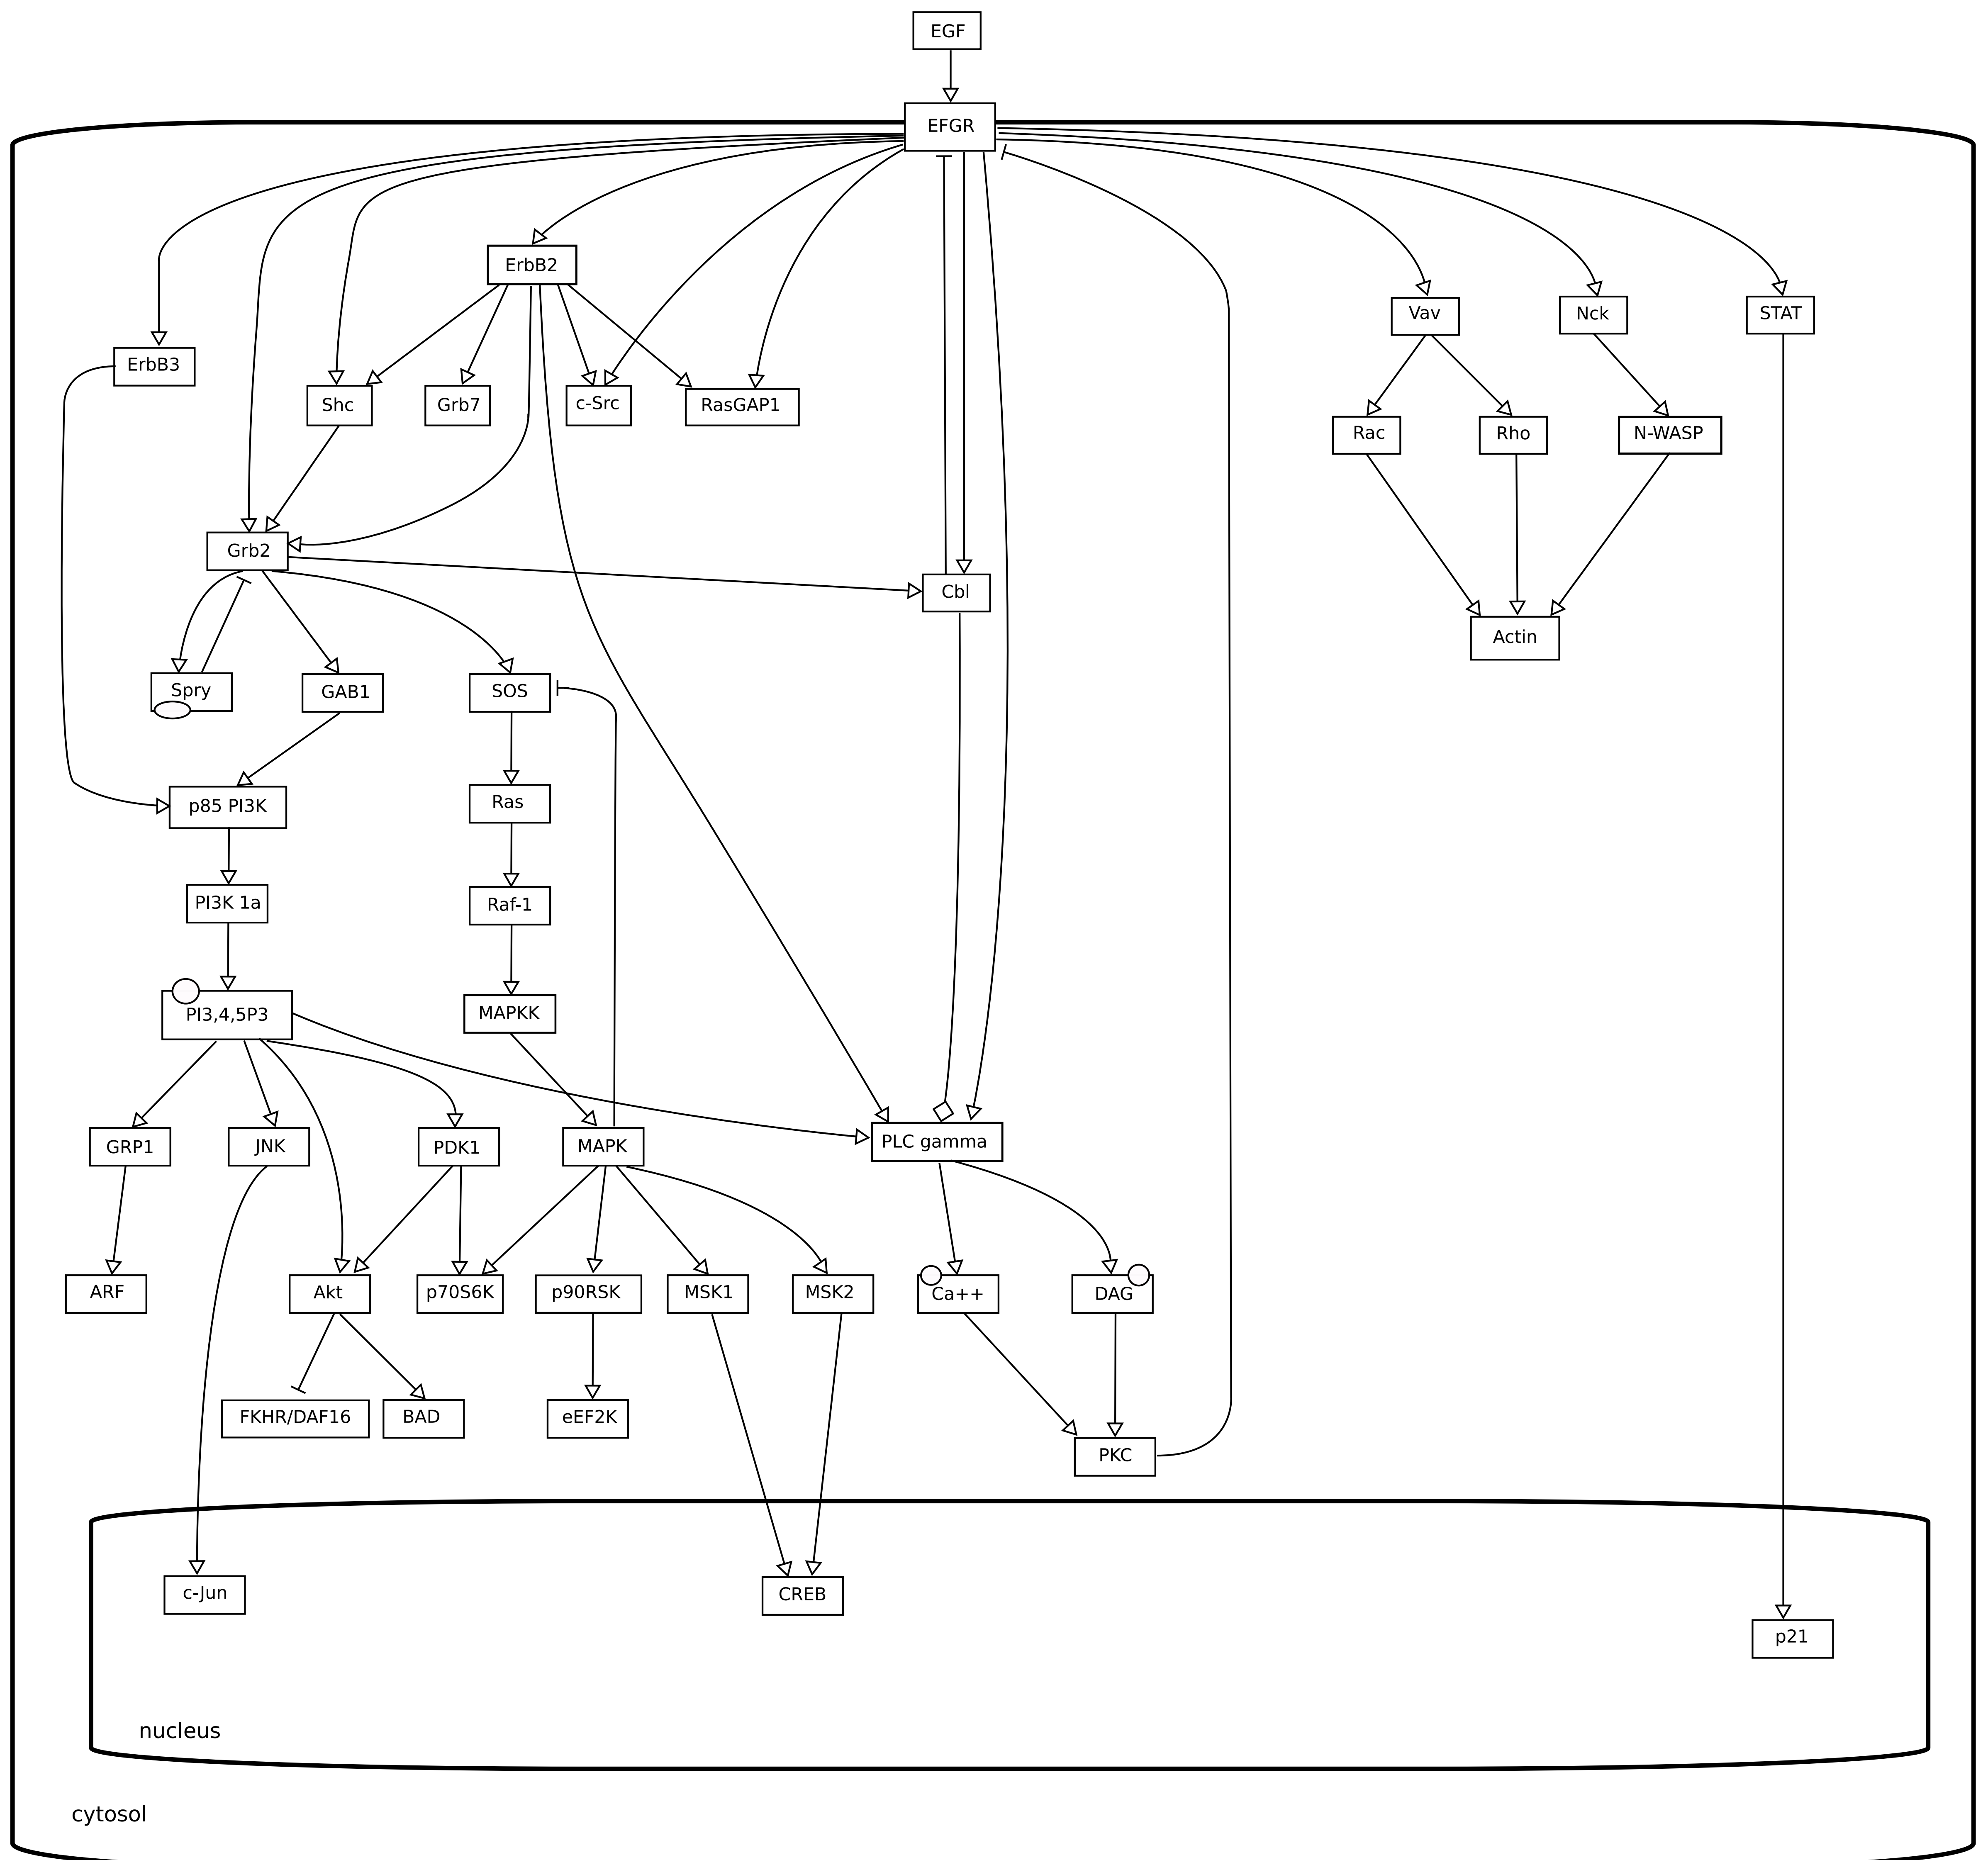 EGF
EFGR
ErbB2
Vav
Nck
STAT
ErbB3
Shc
Grb7
c-Src
RasGAP1
Rac
Rho
N-WASP
Grb2
Cbl
Actin
Spry
GAB1
SOS
p85 PI3K
Ras
PI3K 1a
Raf-1
PI3,4,5P3
MAPKK
GRP1
JNK
PDK1
MAPK
PLC gamma
ARF
Akt
p70S6K
p90RSK
MSK1
MSK2
Ca++
DAG
FKHR/DAF16
BAD
eEF2K
PKC
c-Jun
CREB
p21
nucleus
cytosol